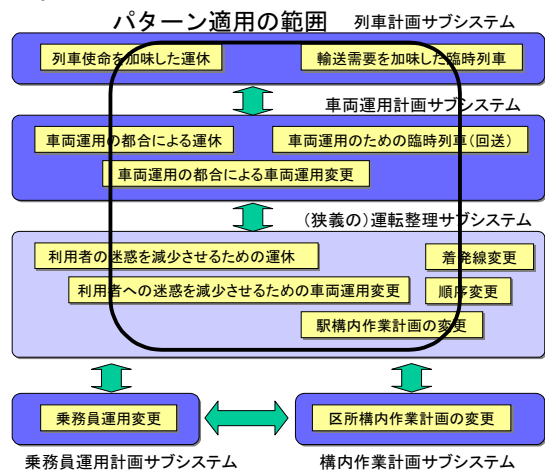 パターン適用の範囲
列車計画サブシステム
列車使命を加味した運休
輸送需要を加味した臨時列車
車両運用計画サブシステム
車両運用の都合による運休
車両運用のための臨時列車(回送)
車両運用の都合による車両運用変更
(狭義の)運転整理サブシステム
利用者の迷惑を減少させるための運休
着発線変更
利用者への迷惑を減少させるための車両運用変更
順序変更
駅構内作業計画の変更
乗務員運用変更
区所構内作業計画の変更
乗務員運用計画サブシステム
構内作業計画サブシステム